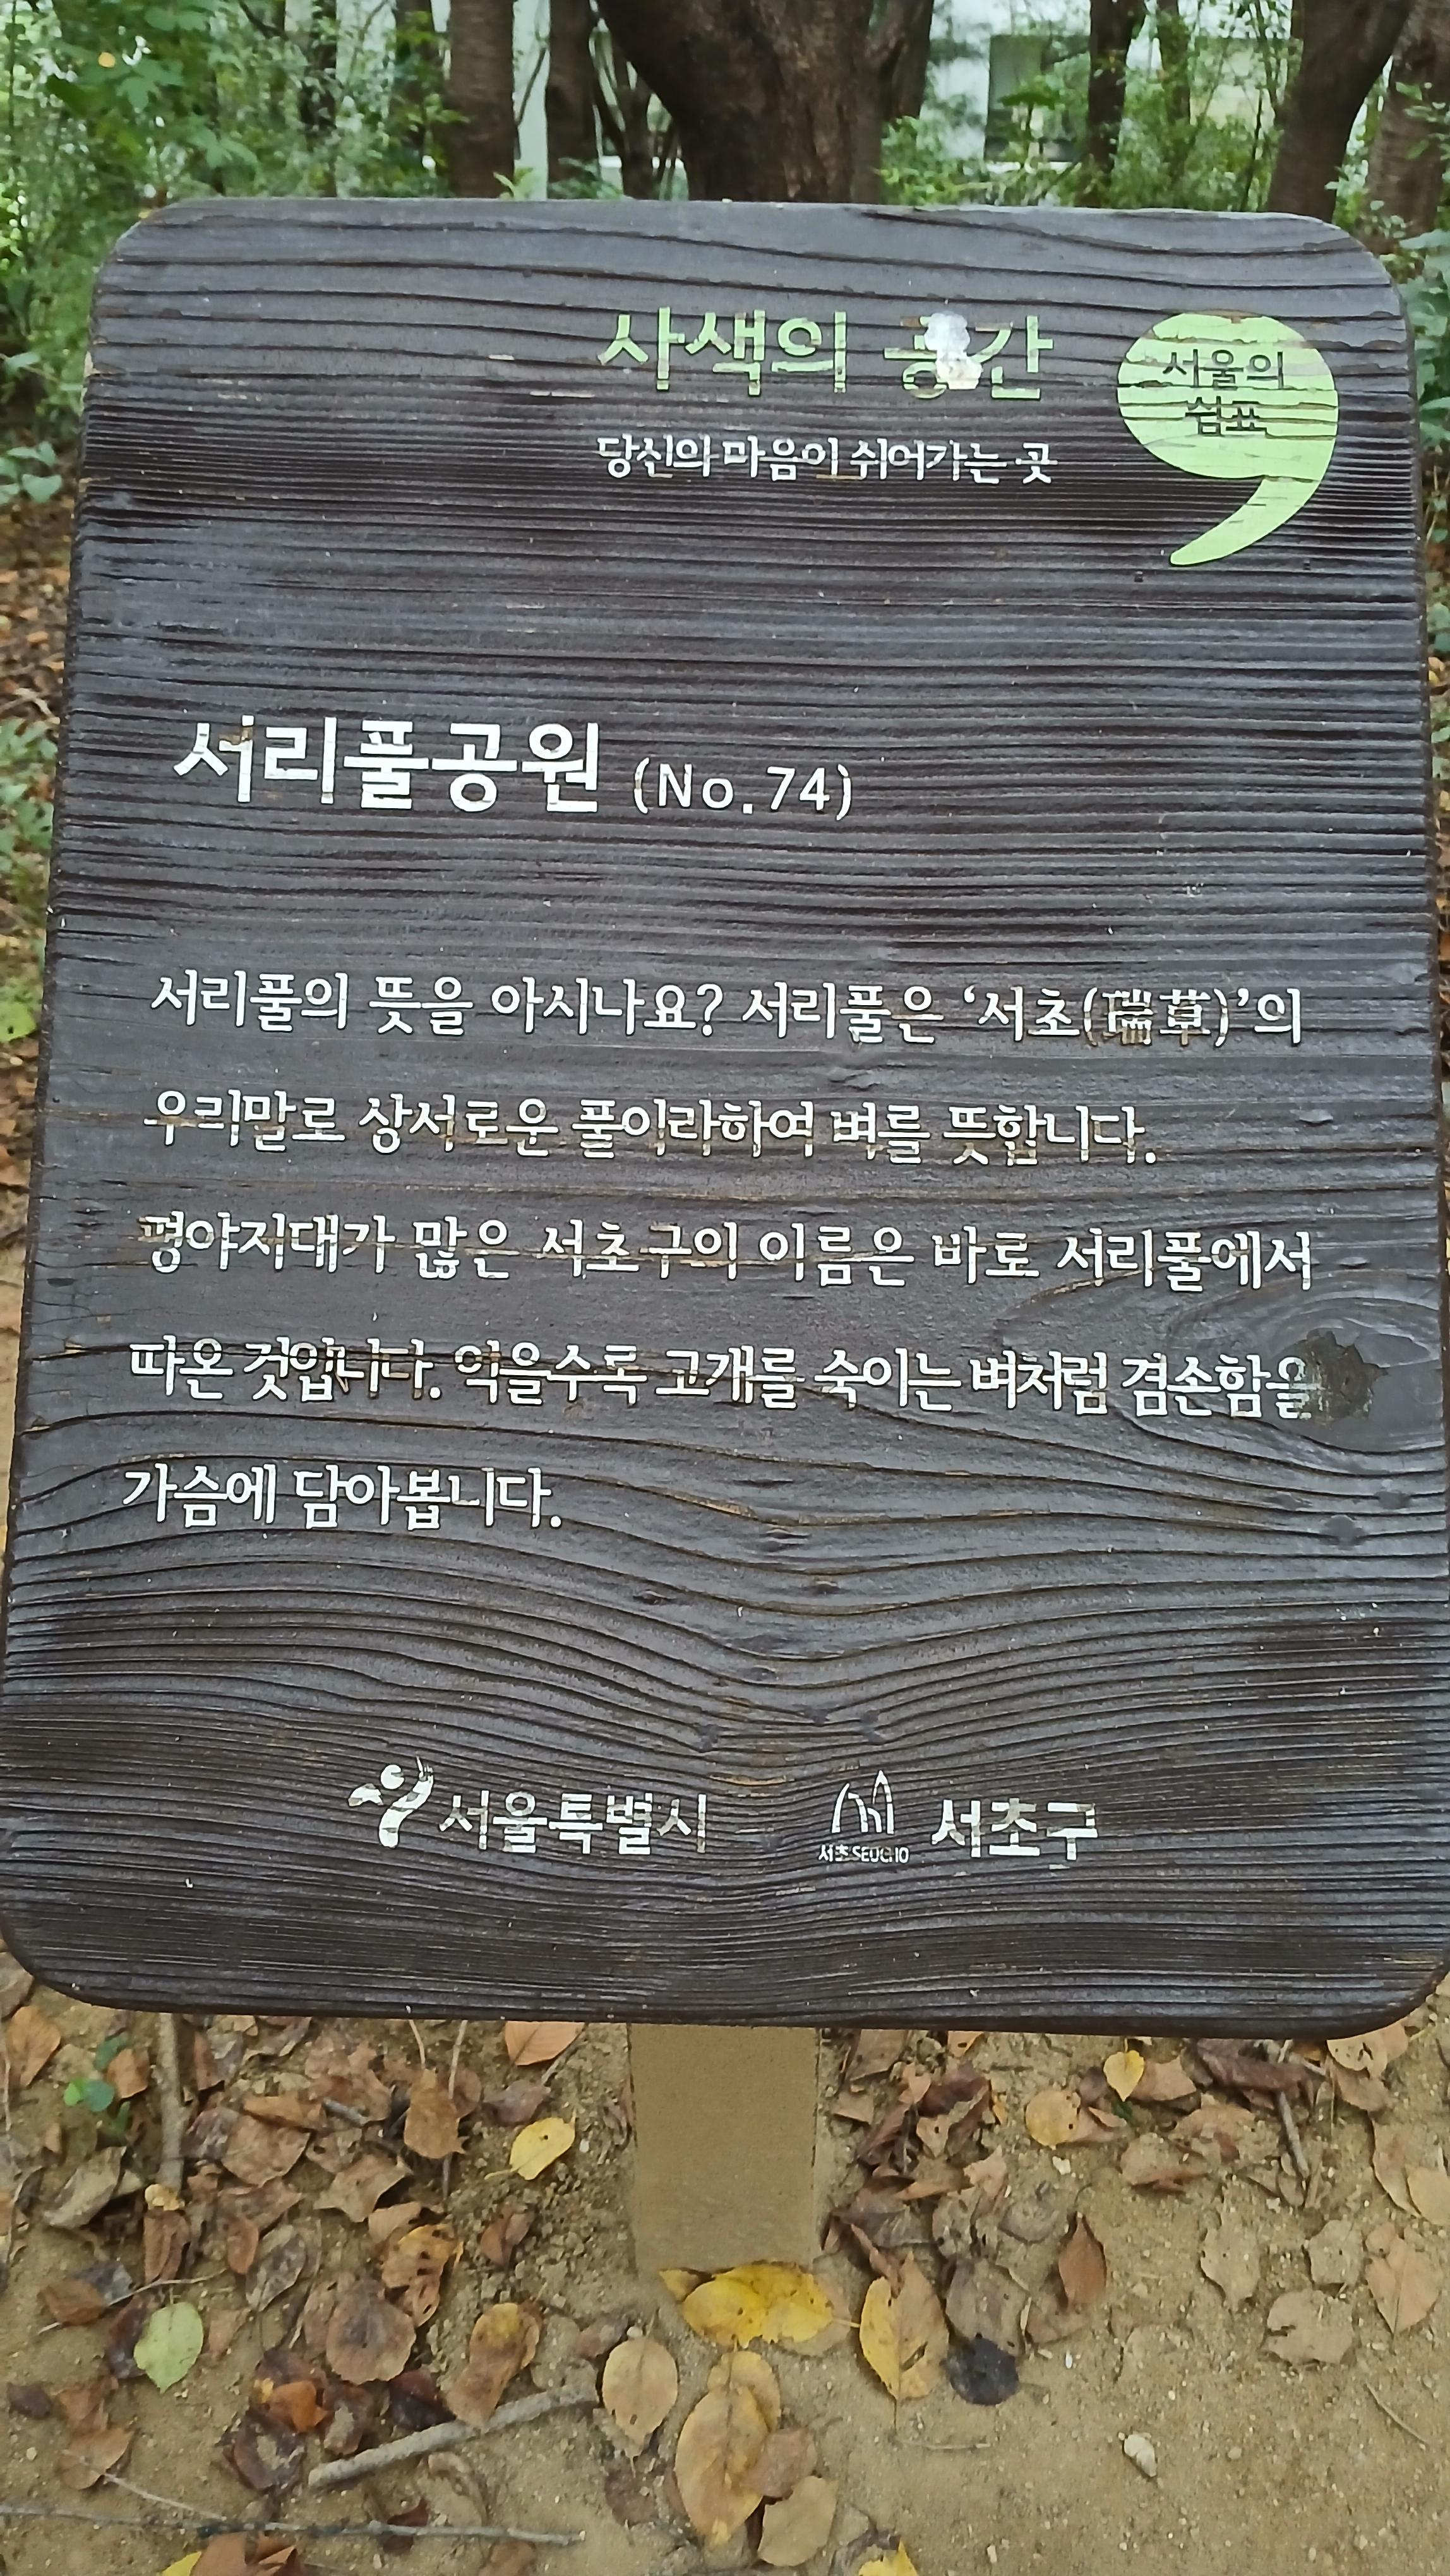 사색의 공간
당신의 마음이 쉬어가는 곳
서울의
쉼표
서리풀공원 (No.74)
서리풀의 뜻을 아시나요? 서리풀은 ‘서초(瑞草)’의
우리말로 상서로운 풀이라하여 벼를 뜻합니다.
평야지대가 많은 서초구의 이름은 바로 서리풀에서
따온 것입니다. 익을수록 고개를 숙이는 벼처럼 겸손함을
가슴에 담아봅니다.
서울특별시
서초 SEOCHO 서초구